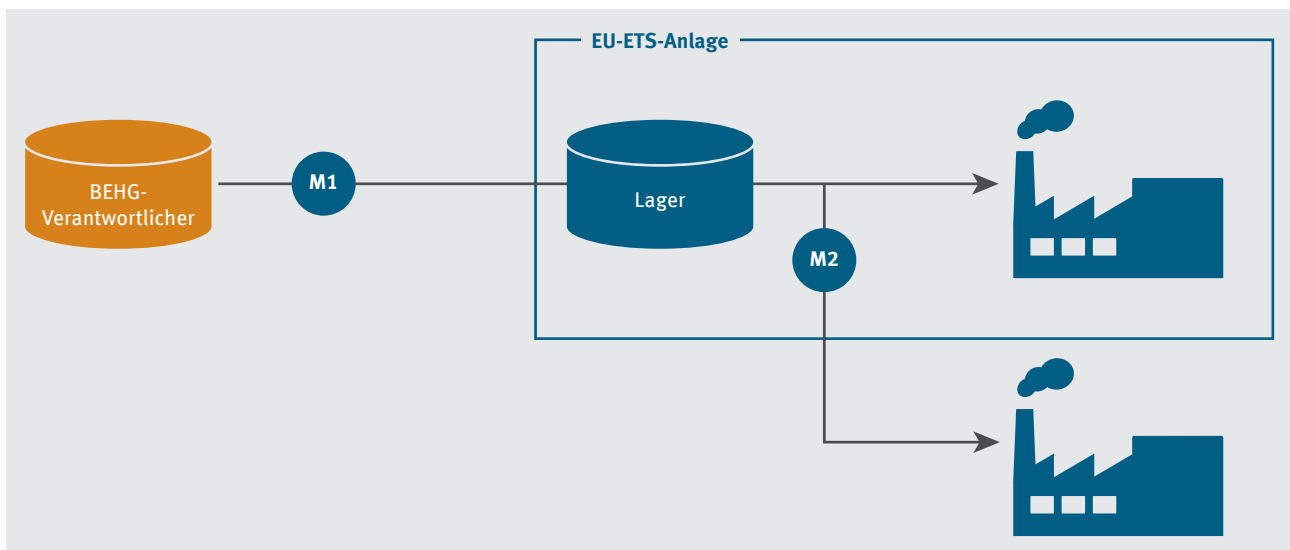 EU-ETS-Anlage
BEHG-
Verantwortlicher
M1
Lager
M2